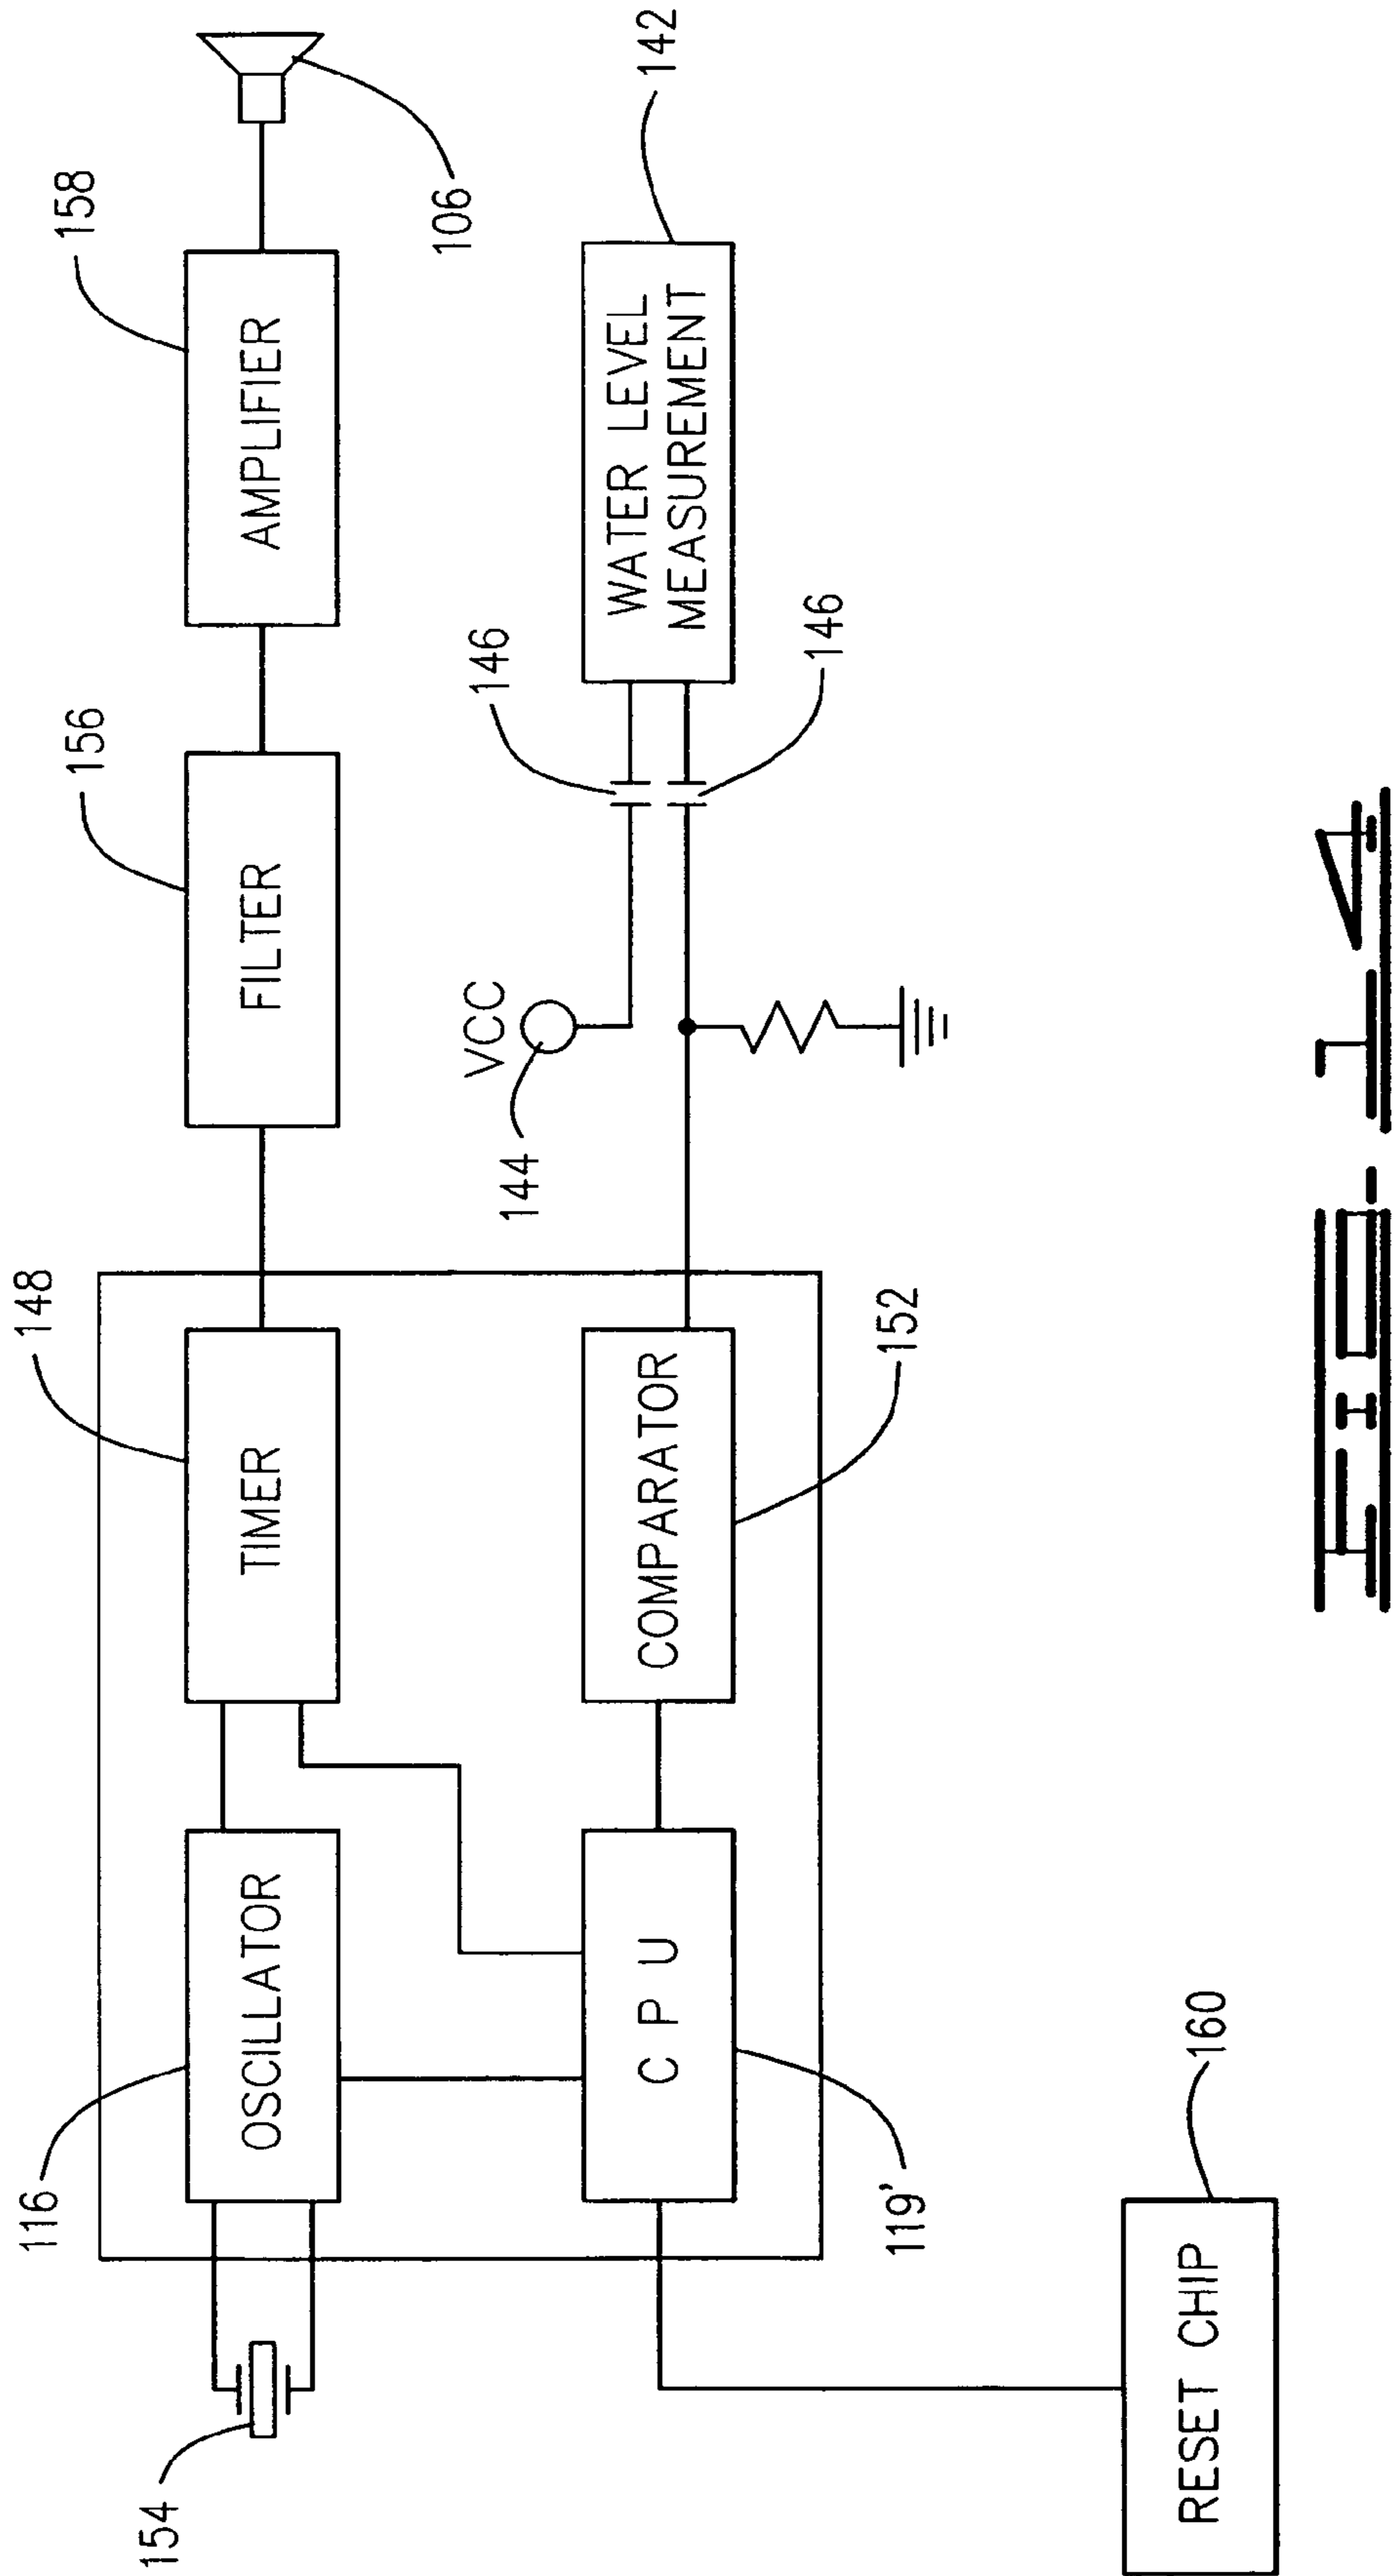 154
116
OSCILLATOR
148
TIMER
156
FILTER
158
AMPLIFIER
106
VCC
144
146
146
WATER LEVEL
MEASUREMENT
142
C P U
119'
COMPARATOR
152
RESET CHIP
160
Fig. 14